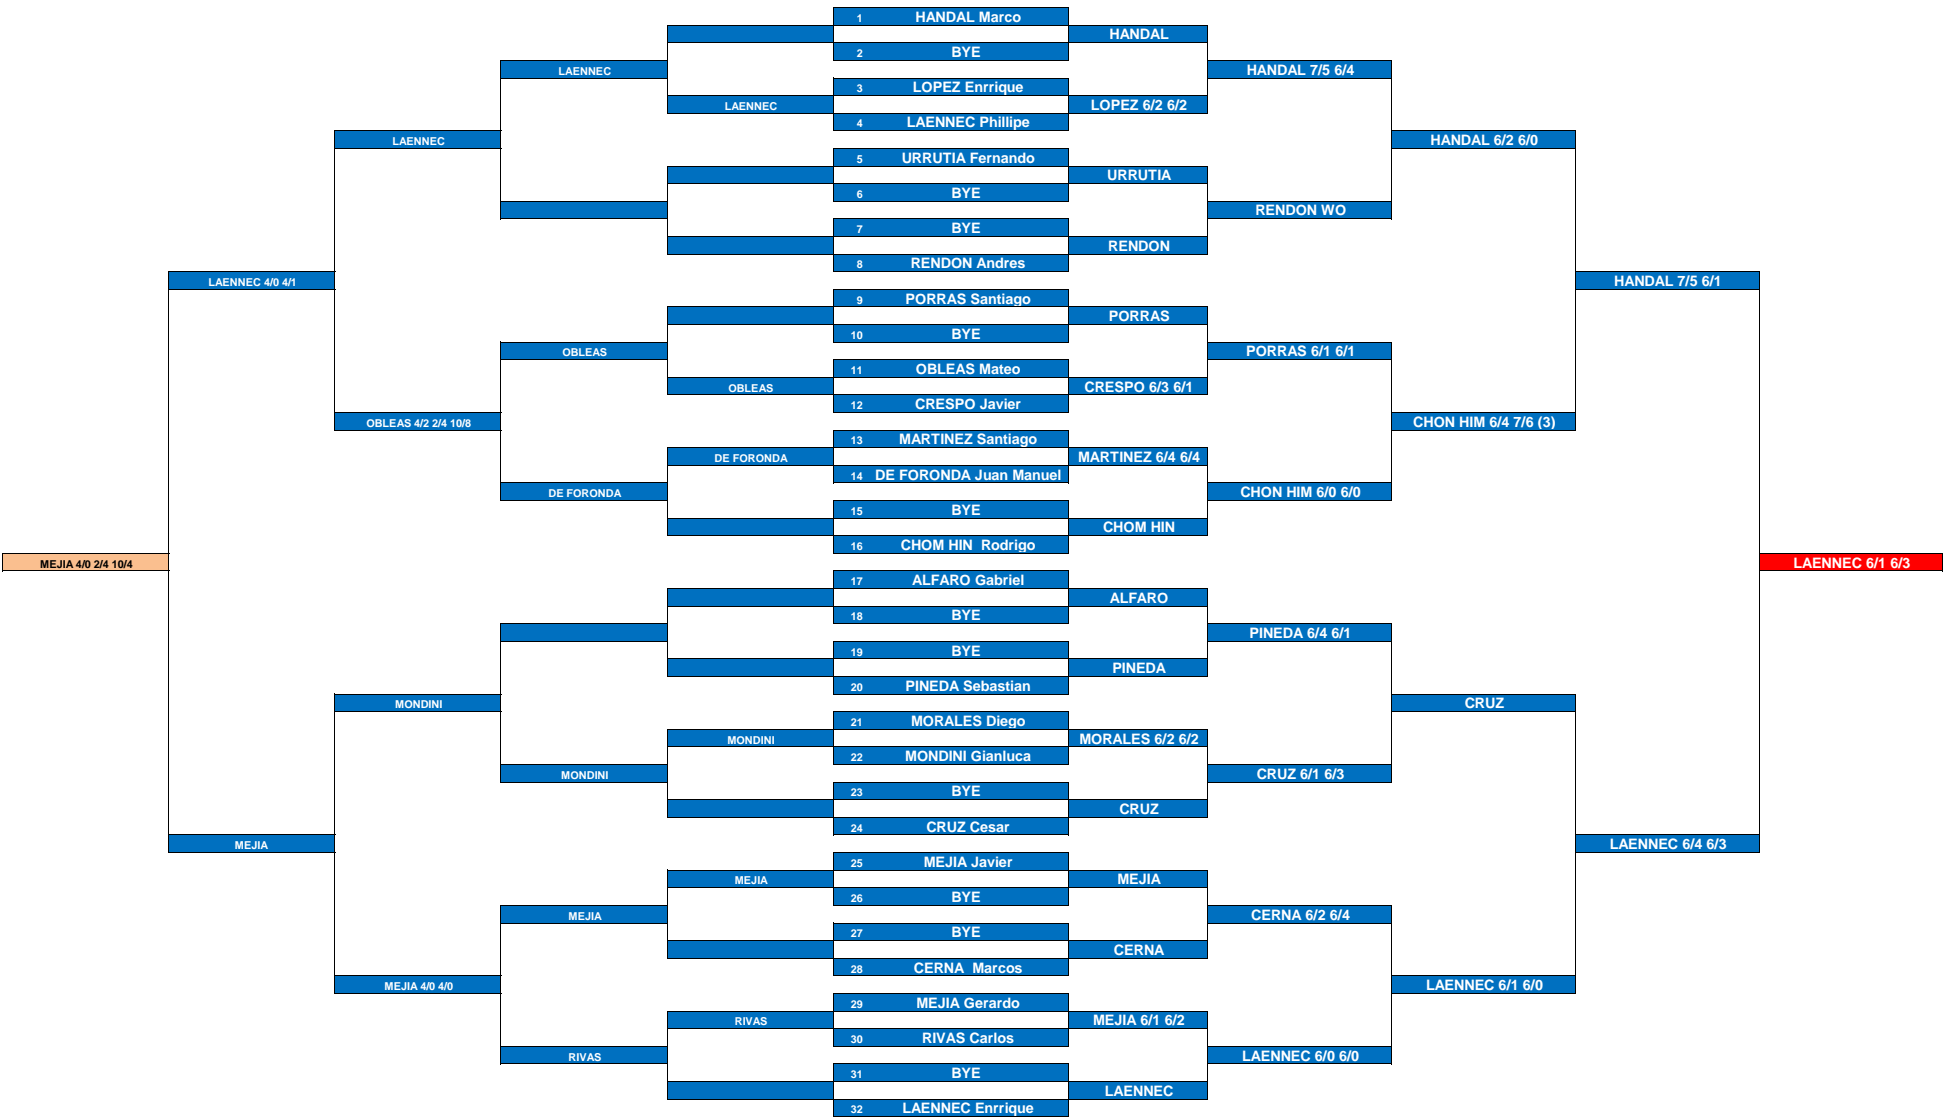 1 HANDAL Marco
HANDAL
2 BYE
LAENNEC
HANDAL 7/5 6/4
3 LOPEZ Enrrique
LAENNEC
LOPEZ 6/2 6/2
4 LAENNEC Phillipe
LAENNEC
HANDAL 6/2 6/0
5 URRUTIA Fernando
URRUTIA
6 BYE
RENDON WO
7 BYE
RENDON
8 RENDON Andres
LAENNEC 4/0 4/1
HANDAL 7/5 6/1
9 PORRAS Santiago
PORRAS
10 BYE
OBLEAS
PORRAS 6/1 6/1
11 OBLEAS Mateo
OBLEAS
CRESPO 6/3 6/1
12 CRESPO Javier
OBLEAS 4/2 2/4 10/8
CHON HIM 6/4 7/6 (3)
13 MARTINEZ Santiago
DE FORONDA
MARTINEZ 6/4 6/4
14 DE FORONDA Juan Manuel
DE FORONDA
CHON HIM 6/0 6/0
15 BYE
CHOM HIN
16 CHOM HIN Rodrigo
MEJIA 4/0 2/4 10/4
LAENNEC 6/1 6/3
17 ALFARO Gabriel
ALFARO
18 BYE
PINEDA 6/4 6/1
19 BYE
PINEDA
20 PINEDA Sebastian
MONDINI
CRUZ
21 MORALES Diego
MONDINI
MORALES 6/2 6/2
22 MONDINI Gianluca
MONDINI
CRUZ 6/1 6/3
23 BYE
CRUZ
24 CRUZ Cesar
MEJIA
LAENNEC 6/4 6/3
25 MEJIA Javier
MEJIA
MEJIA
26 BYE
MEJIA
CERNA 6/2 6/4
27 BYE
CERNA
28 CERNA Marcos
MEJIA 4/0 4/0
LAENNEC 6/1 6/0
29 MEJIA Gerardo
RIVAS
MEJIA 6/1 6/2
30 RIVAS Carlos
RIVAS
LAENNEC 6/0 6/0
31 BYE
LAENNEC
32 LAENNEC Enrrique